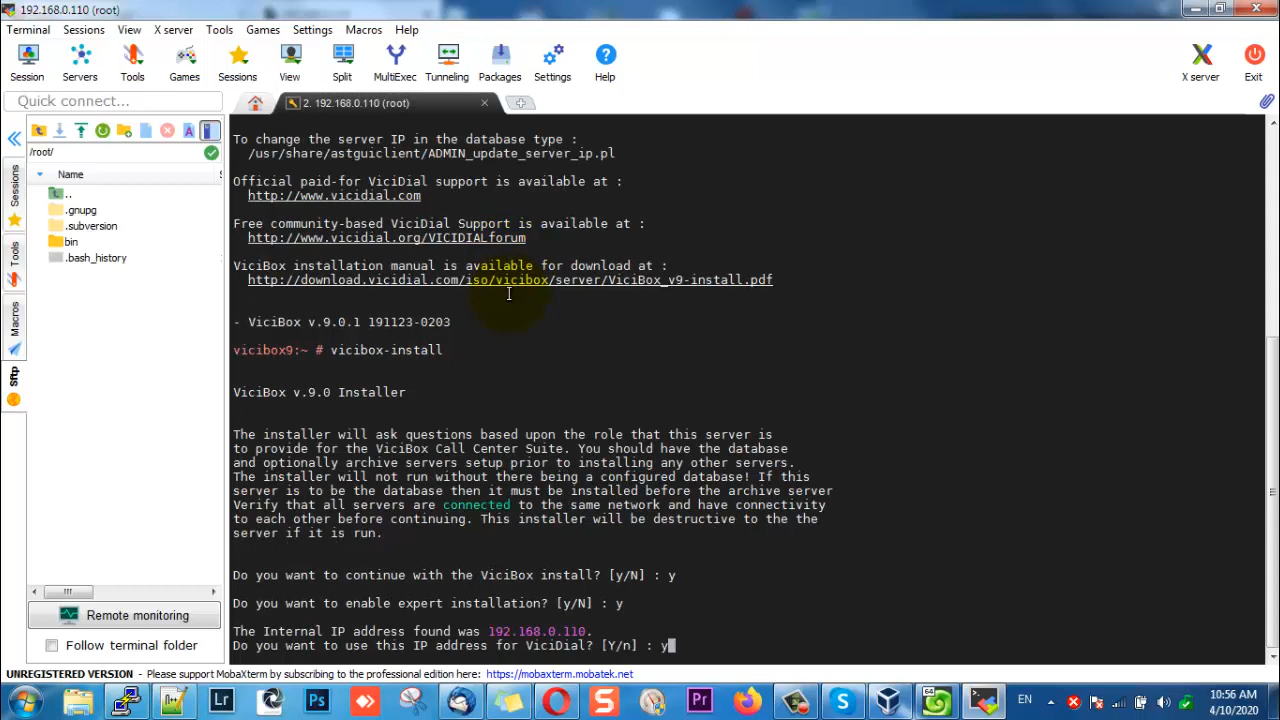 192.168.0.110 (root)
Terminal Sessions View X server Tools Games Settings Macros Help
Session Servers Tools Games Sessions View Split MultiExec Tunneling Packages Settings Help X server Exit
Quick connect...
2. 192.168.0.110 (root)
/root/
Name
..
.gnupg
.subversion
bin
.bash_history
Sessions
Tools
Macros
Sftp
To change the server IP in the database type :
/usr/share/astguiclient/ADMIN_update_server_ip.pl
Official paid-for ViciDial support is available at :
http://www.vicidial.com
Free community-based ViciDial Support is available at :
http://www.vicidial.org/VICIDIALforum
ViciBox installation manual is available for download at :
http://download.vicidial.com/iso/vicibox/server/ViciBox_v9-install.pdf
- ViciBox v.9.0.1 191123-0203
vicibox9:~ # vicibox-install
ViciBox v.9.0 Installer
The installer will ask questions based upon the role that this server is
to provide for the ViciBox Call Center Suite. You should have the database
and optionally archive servers setup prior to installing any other servers.
The installer will not run without there being a configured database! If this
server is to be the database then it must be installed before the archive server
Verify that all servers are connected to the same network and have connectivity
to each other before continuing. This installer will be destructive to the the
server if it is run.
Do you want to continue with the ViciBox install? [y/N] : y
Do you want to enable expert installation? [y/N] : y
The Internal IP address found was 192.168.0.110.
Do you want to use this IP address for ViciDial? [Y/n] : y
Remote monitoring
Follow terminal folder
UNREGISTERED VERSION - Please support MobaXterm by subscribing to the professional edition here: https://mobaxterm.mobatek.net
Lr Ps Pr S S 64
EN
10:56 AM
4/10/2020